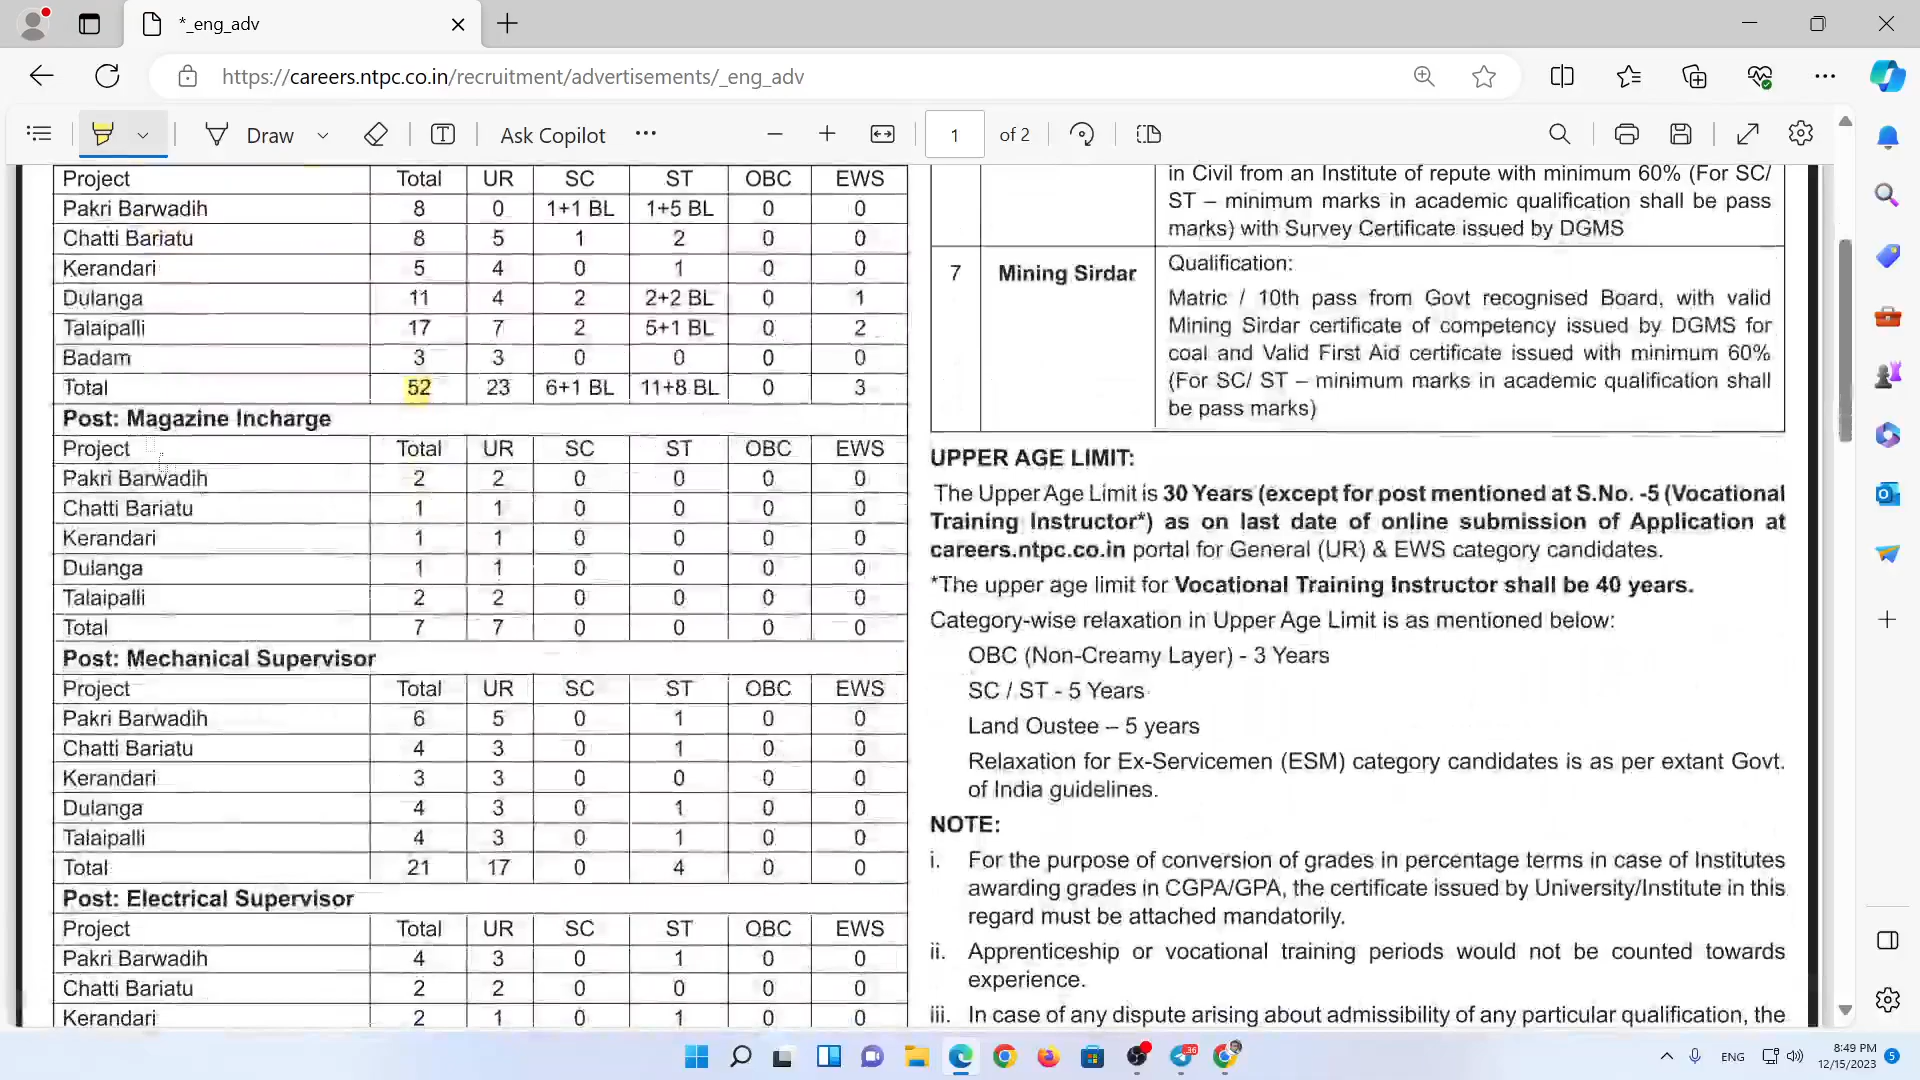 *_eng_adv
https://careers.ntpc.co.in/recruitment/advertisements/_eng_adv
Draw
Ask Copilot
1 of 2
Project Total UR SC ST OBC EWS
Pakri Barwadih 8 0 1+1 BL 1+5 BL 0 0
Chatti Bariatu 8 5 1 2 0 0
Kerandari 5 4 0 1 0 0
Dulanga 11 4 2 2+2 BL 0 1
Talaipalli 17 7 2 5+1 BL 0 2
Badam 3 3 0 0 0 0
Total 52 23 6+1 BL 11+8 BL 0 3
Post: Magazine Incharge
Project Total UR SC ST OBC EWS
Pakri Barwadih 2 2 0 0 0 0
Chatti Bariatu 1 1 0 0 0 0
Kerandari 1 1 0 0 0 0
Dulanga 1 1 0 0 0 0
Talaipalli 2 2 0 0 0 0
Total 7 7 0 0 0 0
Post: Mechanical Supervisor
Project Total UR SC ST OBC EWS
Pakri Barwadih 6 5 0 1 0 0
Chatti Bariatu 4 3 0 1 0 0
Kerandari 3 3 0 0 0 0
Dulanga 4 3 0 1 0 0
Talaipalli 4 3 0 1 0 0
Total 21 17 0 4 0 0
Post: Electrical Supervisor
Project Total UR SC ST OBC EWS
Pakri Barwadih 4 3 0 1 0 0
Chatti Bariatu 2 2 0 0 0 0
Kerandari 2 1 0 1 0 0
in Civil from an Institute of repute with minimum 60% (For SC/
ST – minimum marks in academic qualification shall be pass
marks) with Survey Certificate issued by DGMS
7 Mining Sirdar Qualification:
Matric / 10th pass from Govt recognised Board, with valid
Mining Sirdar certificate of competency issued by DGMS for
coal and Valid First Aid certificate issued with minimum 60%
(For SC/ ST – minimum marks in academic qualification shall
be pass marks)
UPPER AGE LIMIT:
The Upper Age Limit is 30 Years (except for post mentioned at S.No. -5 (Vocational
Training Instructor*) as on last date of online submission of Application at
careers.ntpc.co.in portal for General (UR) & EWS category candidates.
*The upper age limit for Vocational Training Instructor shall be 40 years.
Category-wise relaxation in Upper Age Limit is as mentioned below:
OBC (Non-Creamy Layer) - 3 Years
SC / ST - 5 Years
Land Oustee – 5 years
Relaxation for Ex-Servicemen (ESM) category candidates is as per extant Govt.
of India guidelines.
NOTE:
i. For the purpose of conversion of grades in percentage terms in case of Institutes
awarding grades in CGPA/GPA, the certificate issued by University/Institute in this
regard must be attached mandatorily.
ii. Apprenticeship or vocational training periods would not be counted towards
experience.
iii. In case of any dispute arising about admissibility of any particular qualification, the
36
ENG
8:49 PM
12/15/2023
5